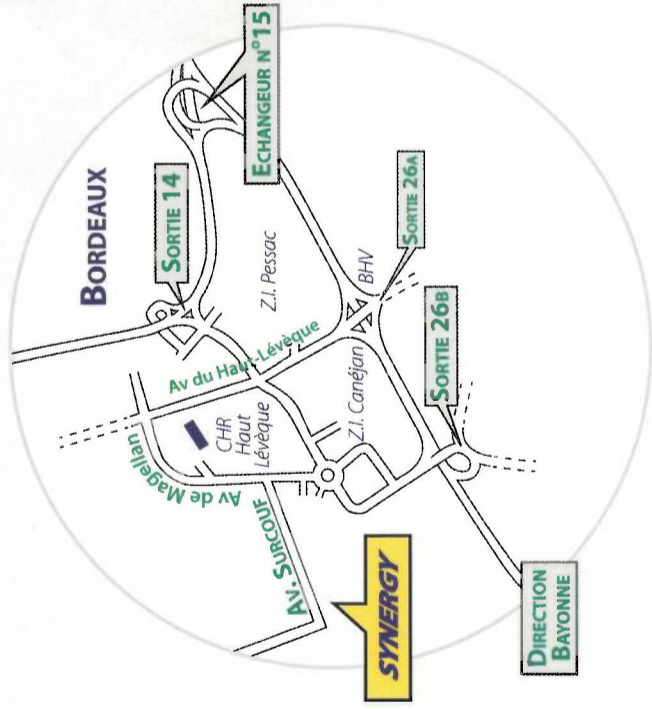 BORDEAUX
SORTIE 14
ECHANGEUR N°15
Z.I. Pessac
Av du Haut-Lévèque
BHV
SORTIE 26A
CHR
Haut
Lévèque
Z.I. Canéjan
SORTIE 26B
Av de Magellan
AV. SURCOUF
SYNERGY
DIRECTION
BAYONNE